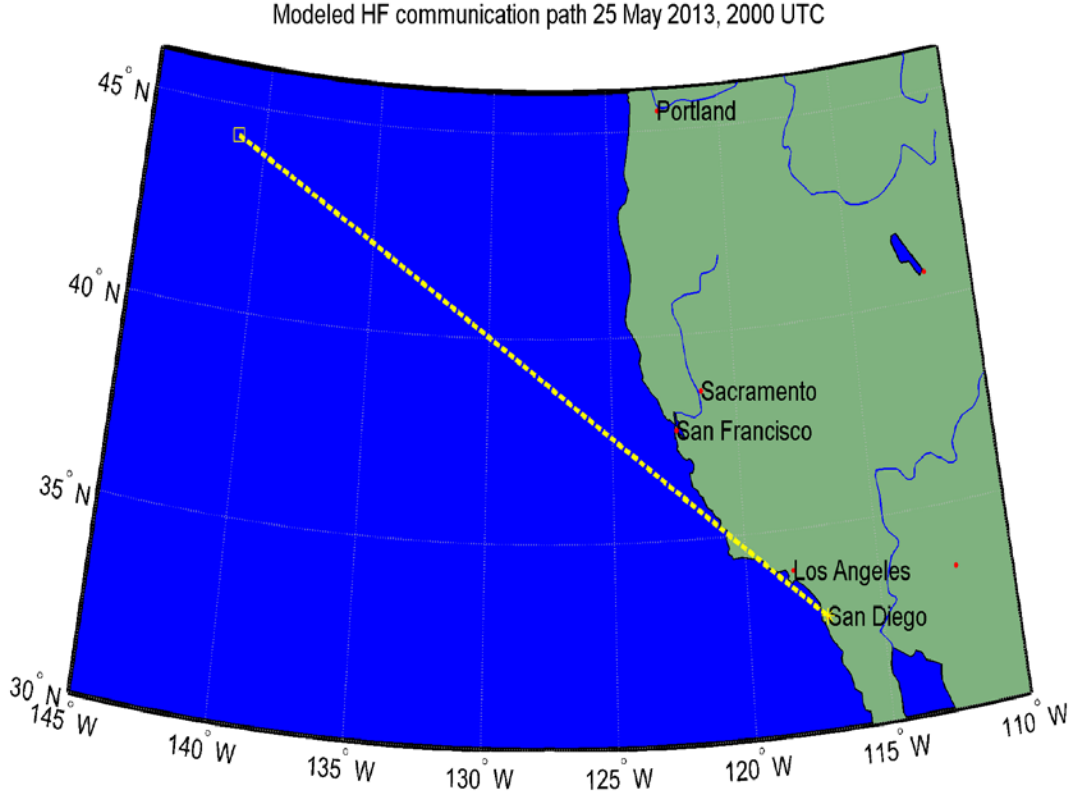 Modeled HF communication path 25 May 2013, 2000 UTC
45° N
Portland
40° N
Sacramento
San Francisco
35° N
Los Angeles
San Diego
30° N
145° W
140° W
135° W
130° W
125° W
120° W
115° W
110° W